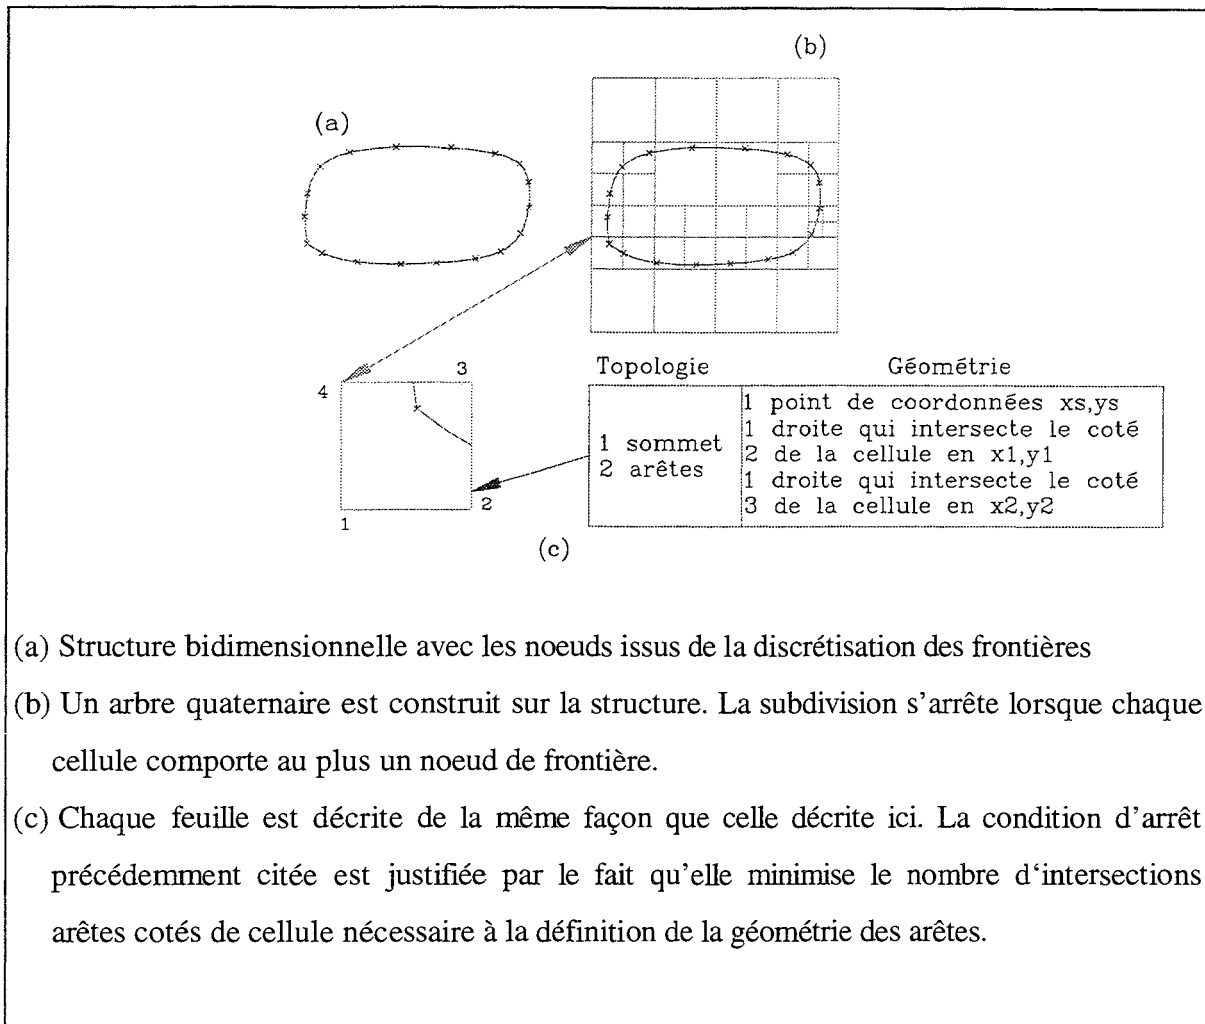 (b)
(a)
4
3
2
1
(c)
Topologie
Géométrie
1 sommet
2 arêtes
1 point de coordonnées xs,ys
1 droite qui intersecte le coté
2 de la cellule en x1,y1
1 droite qui intersecte le coté
3 de la cellule en x2,y2
(a) Structure bidimensionnelle avec les noeuds issus de la discrétisation des frontières
(b) Un arbre quaternaire est construit sur la structure. La subdivision s'arrête lorsque chaque
cellule comporte au plus un noeud de frontière.
(c) Chaque feuille est décrite de la même façon que celle décrite ici. La condition d'arrêt
précédemment citée est justifiée par le fait qu'elle minimise le nombre d‘intersections
arêtes cotés de cellule nécessaire à la définition de la géométrie des arêtes.